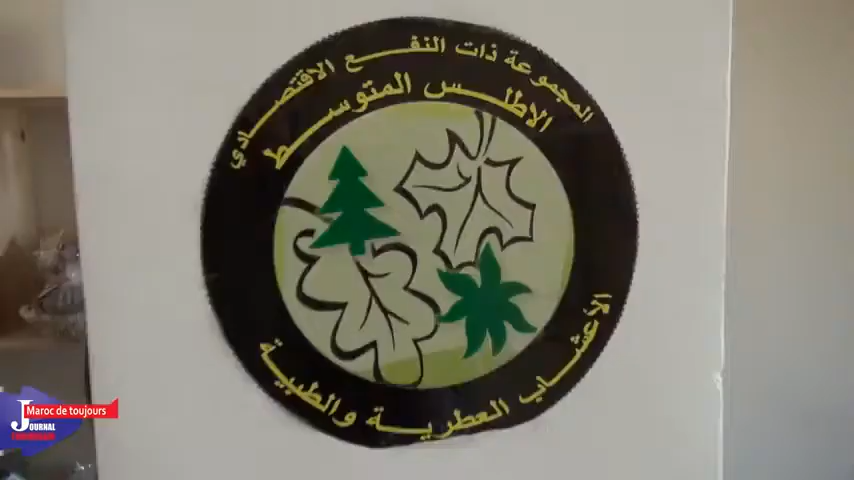 المجموعة ذات النفع الاقتصادي
الاطلس المتوسط
الأعشاب العطرية والطبية
Maroc de toujours
JOURNAL